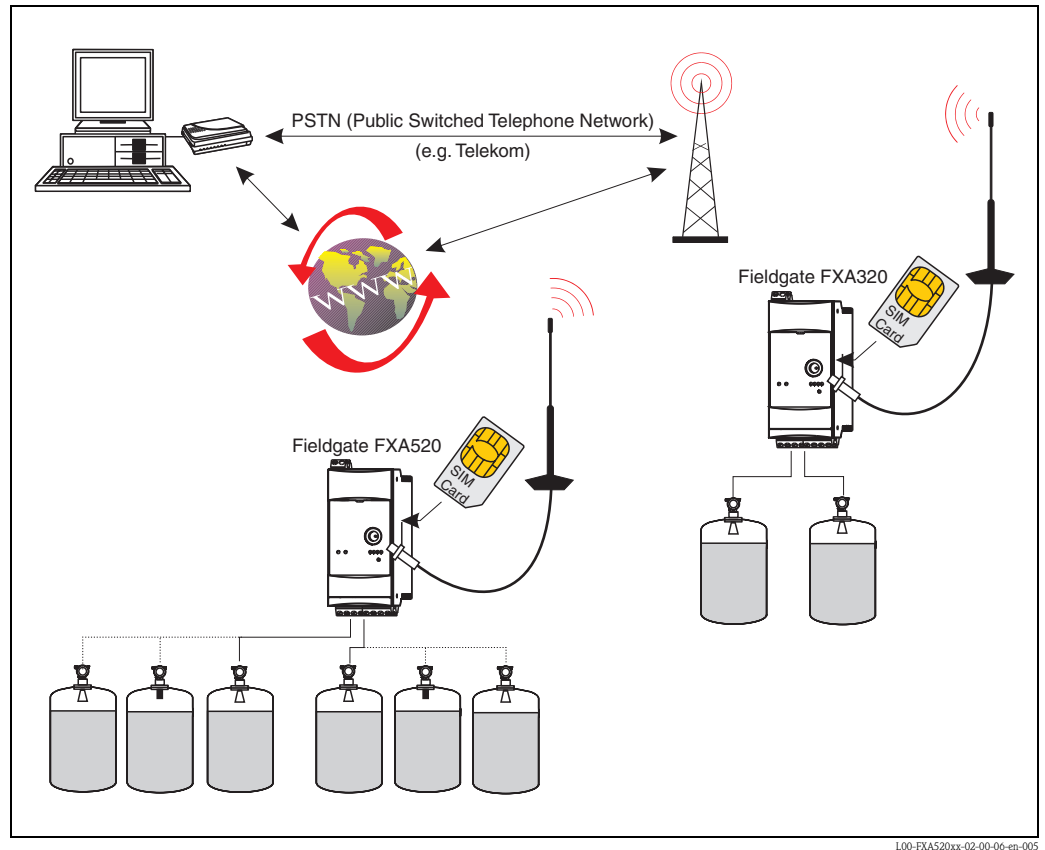 PSTN (Public Switched Telephone Network)
(e.g. Telekom)
WWW
Fieldgate FXA320
SIM
Card
Fieldgate FXA520
SIM
Card
L00-FXA520xx-02-00-06-en-005